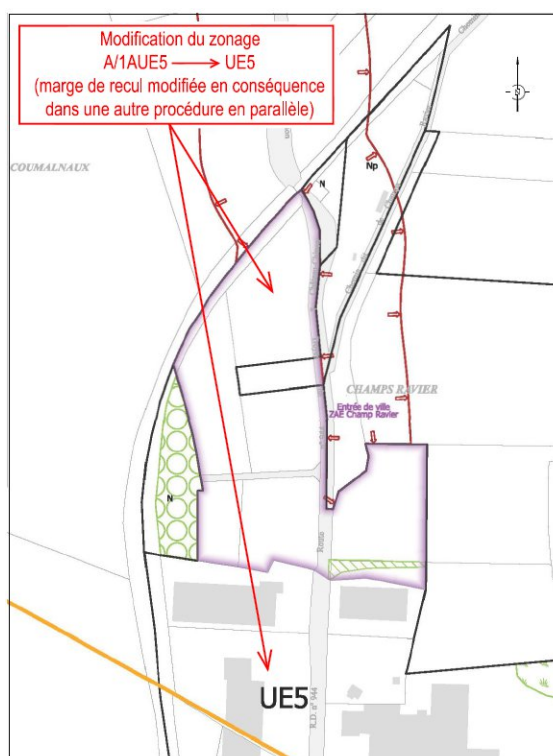 Modification du zonage
A/1AUE5 → UE5
(marge de recul modifiée en conséquence
dans une autre procédure en parallèle)
COUMALNAUX
N
Np
CHAMPS RAVIER
Entrée de ville
ZAE Champ Ravier
N
Route
R.D. n° 944
UE5